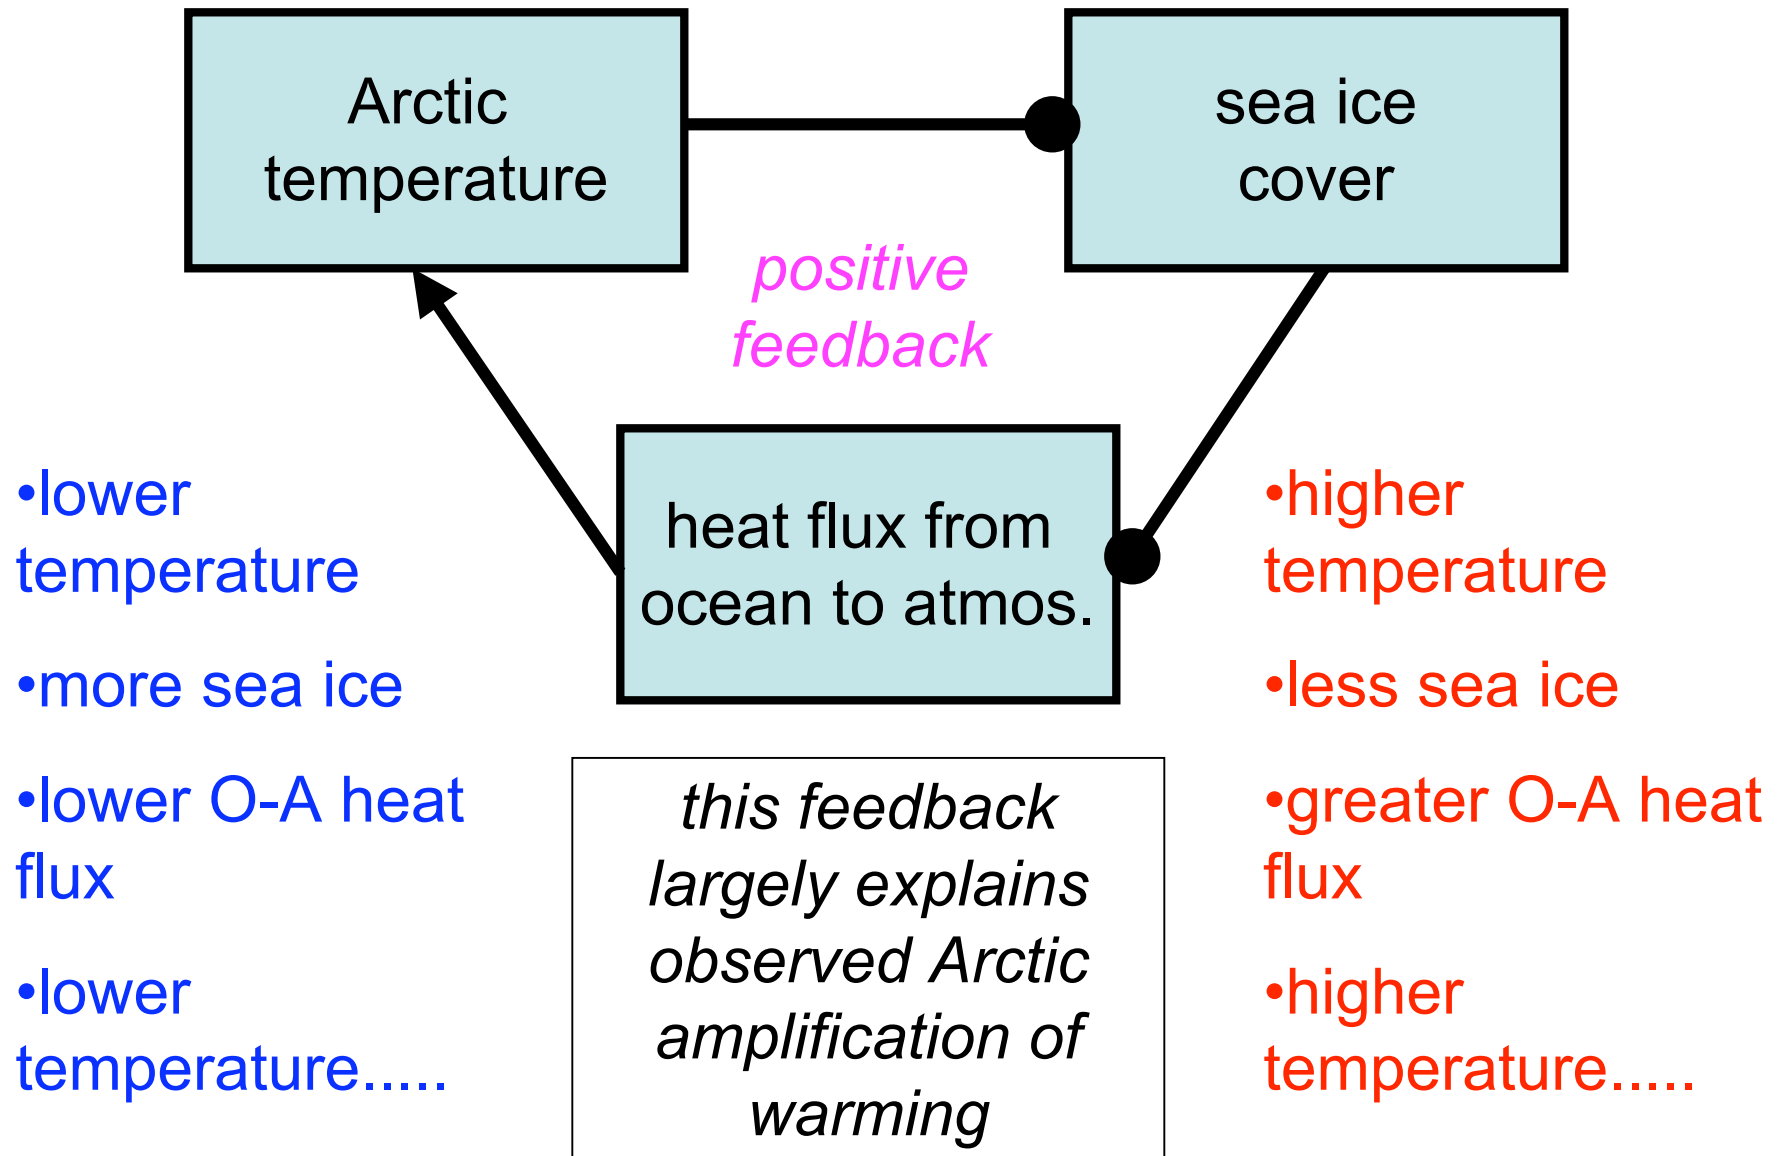 Arctic
temperature
sea ice
cover
positive
feedback
heat flux from
ocean to atmos.
•lower
temperature
•more sea ice
•lower O-A heat
flux
•lower
temperature.....
•higher
temperature
•less sea ice
•greater O-A heat
flux
•higher
temperature.....
this feedback
largely explains
observed Arctic
amplification of
warming